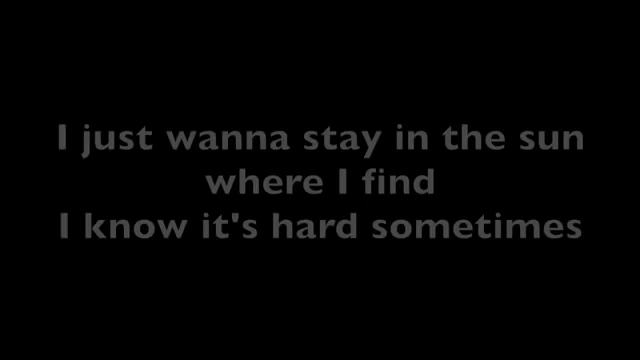 I just wanna stay in the sun
where I find
I know it's hard sometimes